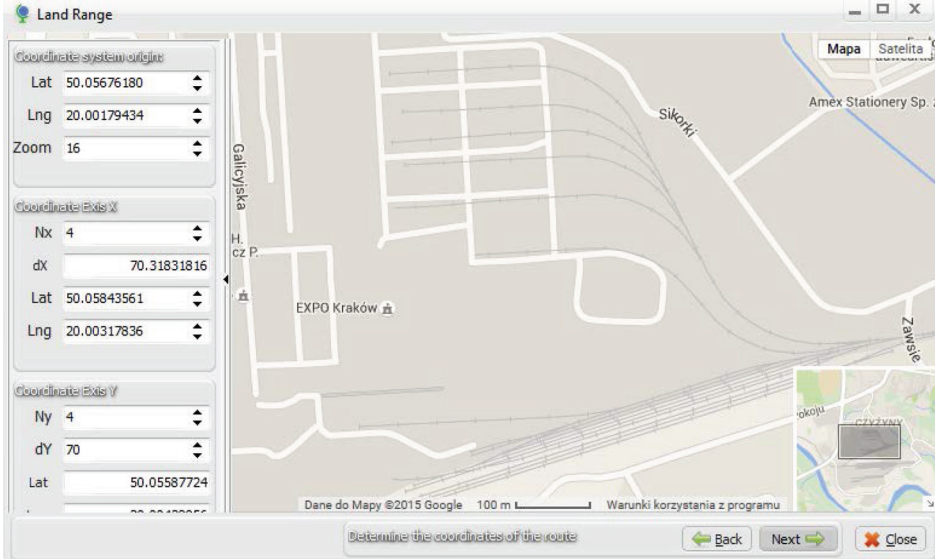 Land Range
Coordinate system origin:
Lat 50.05676180
Lng 20.00179434
Zoom 16
Coordinate Exis X
Nx 4
dX 70.31831816
Lat 50.05843561
Lng 20.00317836
Coordinate Exis Y
Ny 4
dY 70
Lat 50.05587724
Mapa Satelita
Amex Stationery Sp.
Sikorki
Galicyjska
H.
cz P.
EXPO Kraków
Zawsie
okoju
CZYŻYNY
Dane do Mapy ©2015 Google 100 m Warunki korzystania z programu
Determine the coordinates of the route
Back Next Close